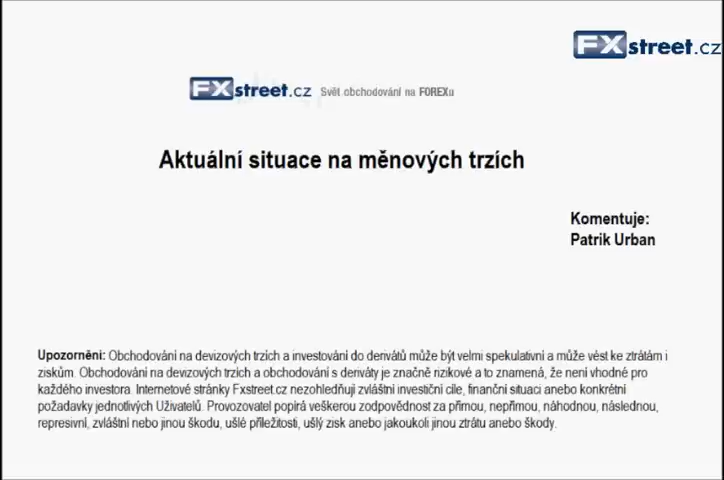 FXstreet.cz
FXstreet.cz Svět obchodování na FOREXu
Aktuální situace na měnových trzích
Komentuje:
Patrik Urban
Upozornění: Obchodování na devizových trzích a investování do derivátů může být velmi spekulativní a může vést ke ztrátám i
ziskům. Obchodování na devizových trzích a obchodování s deriváty je značně rizikové a to znamená, že není vhodné pro
každého investora. Internetové stránky Fxstreet.cz nezohledňují zvláštní investiční cíle, finanční situaci anebo konkrétní
požadavky jednotlivých Uživatelů. Provozovatel popírá veškerou zodpovědnost za přímou, nepřímou, náhodnou, následnou,
represivní, zvláštní nebo jinou škodu, ušlé příležitosti, ušlý zisk anebo jakoukoli jinou ztrátu anebo škody.